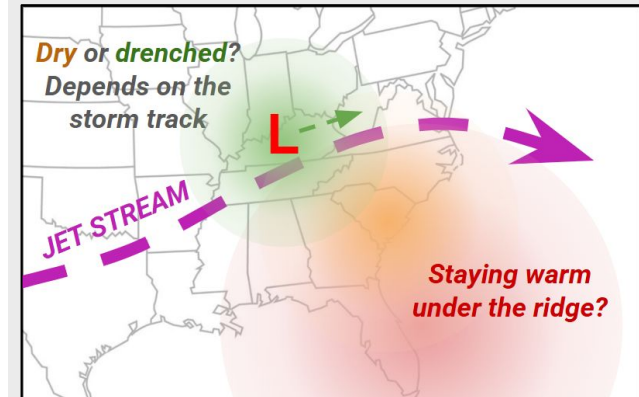 Dry or drenched?
Depends on the
storm track
L
JET STREAM
Staying warm
under the ridge?